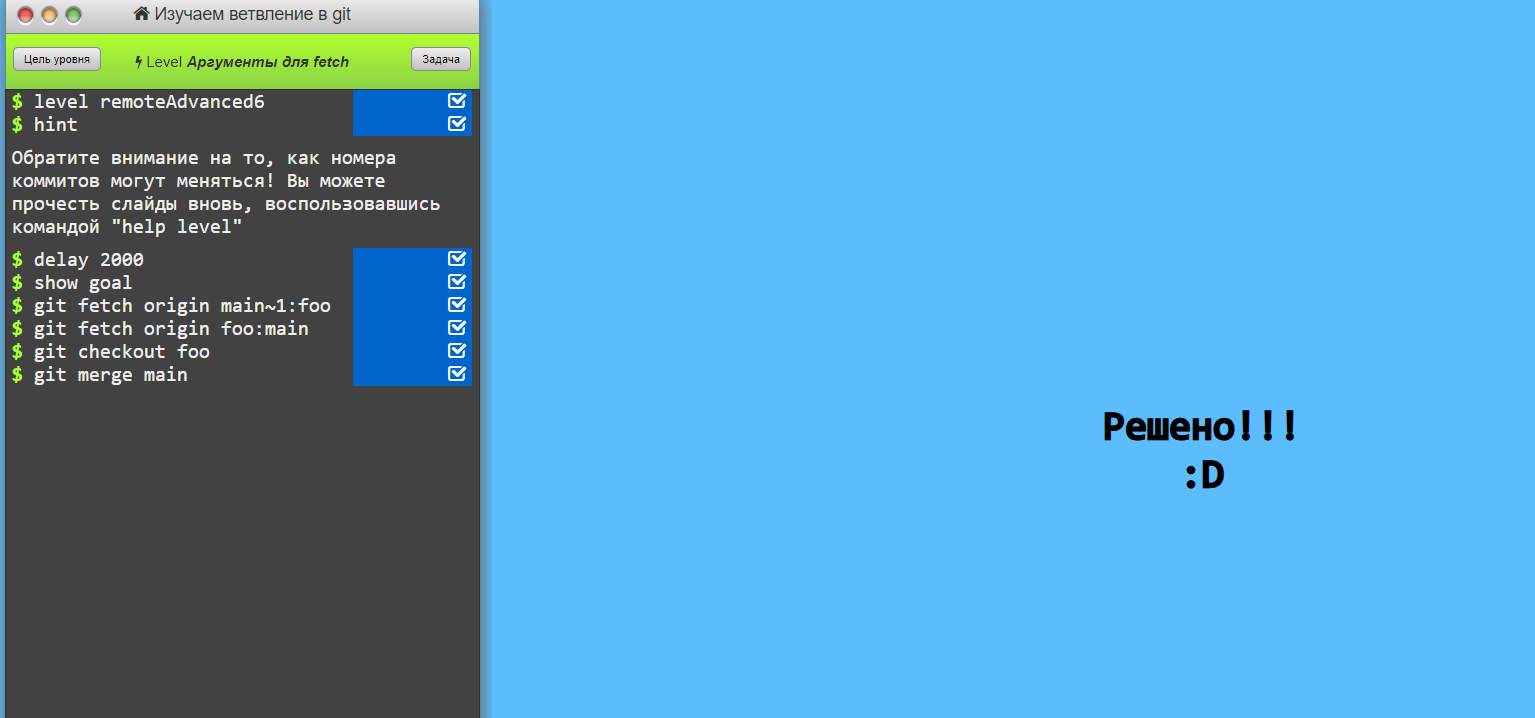 Изучаем ветвление в git
Цель уровня
Level Аргументы для fetch
Задача
$ level remoteAdvanced6
$ hint
Обратите внимание на то, как номера
коммитов могут меняться! Вы можете
прочесть слайды вновь, воспользовавшись
командой "help level"
$ delay 2000
$ show goal
$ git fetch origin main~1:foo
$ git fetch origin foo:main
$ git checkout foo
$ git merge main
Решено!!!
:D